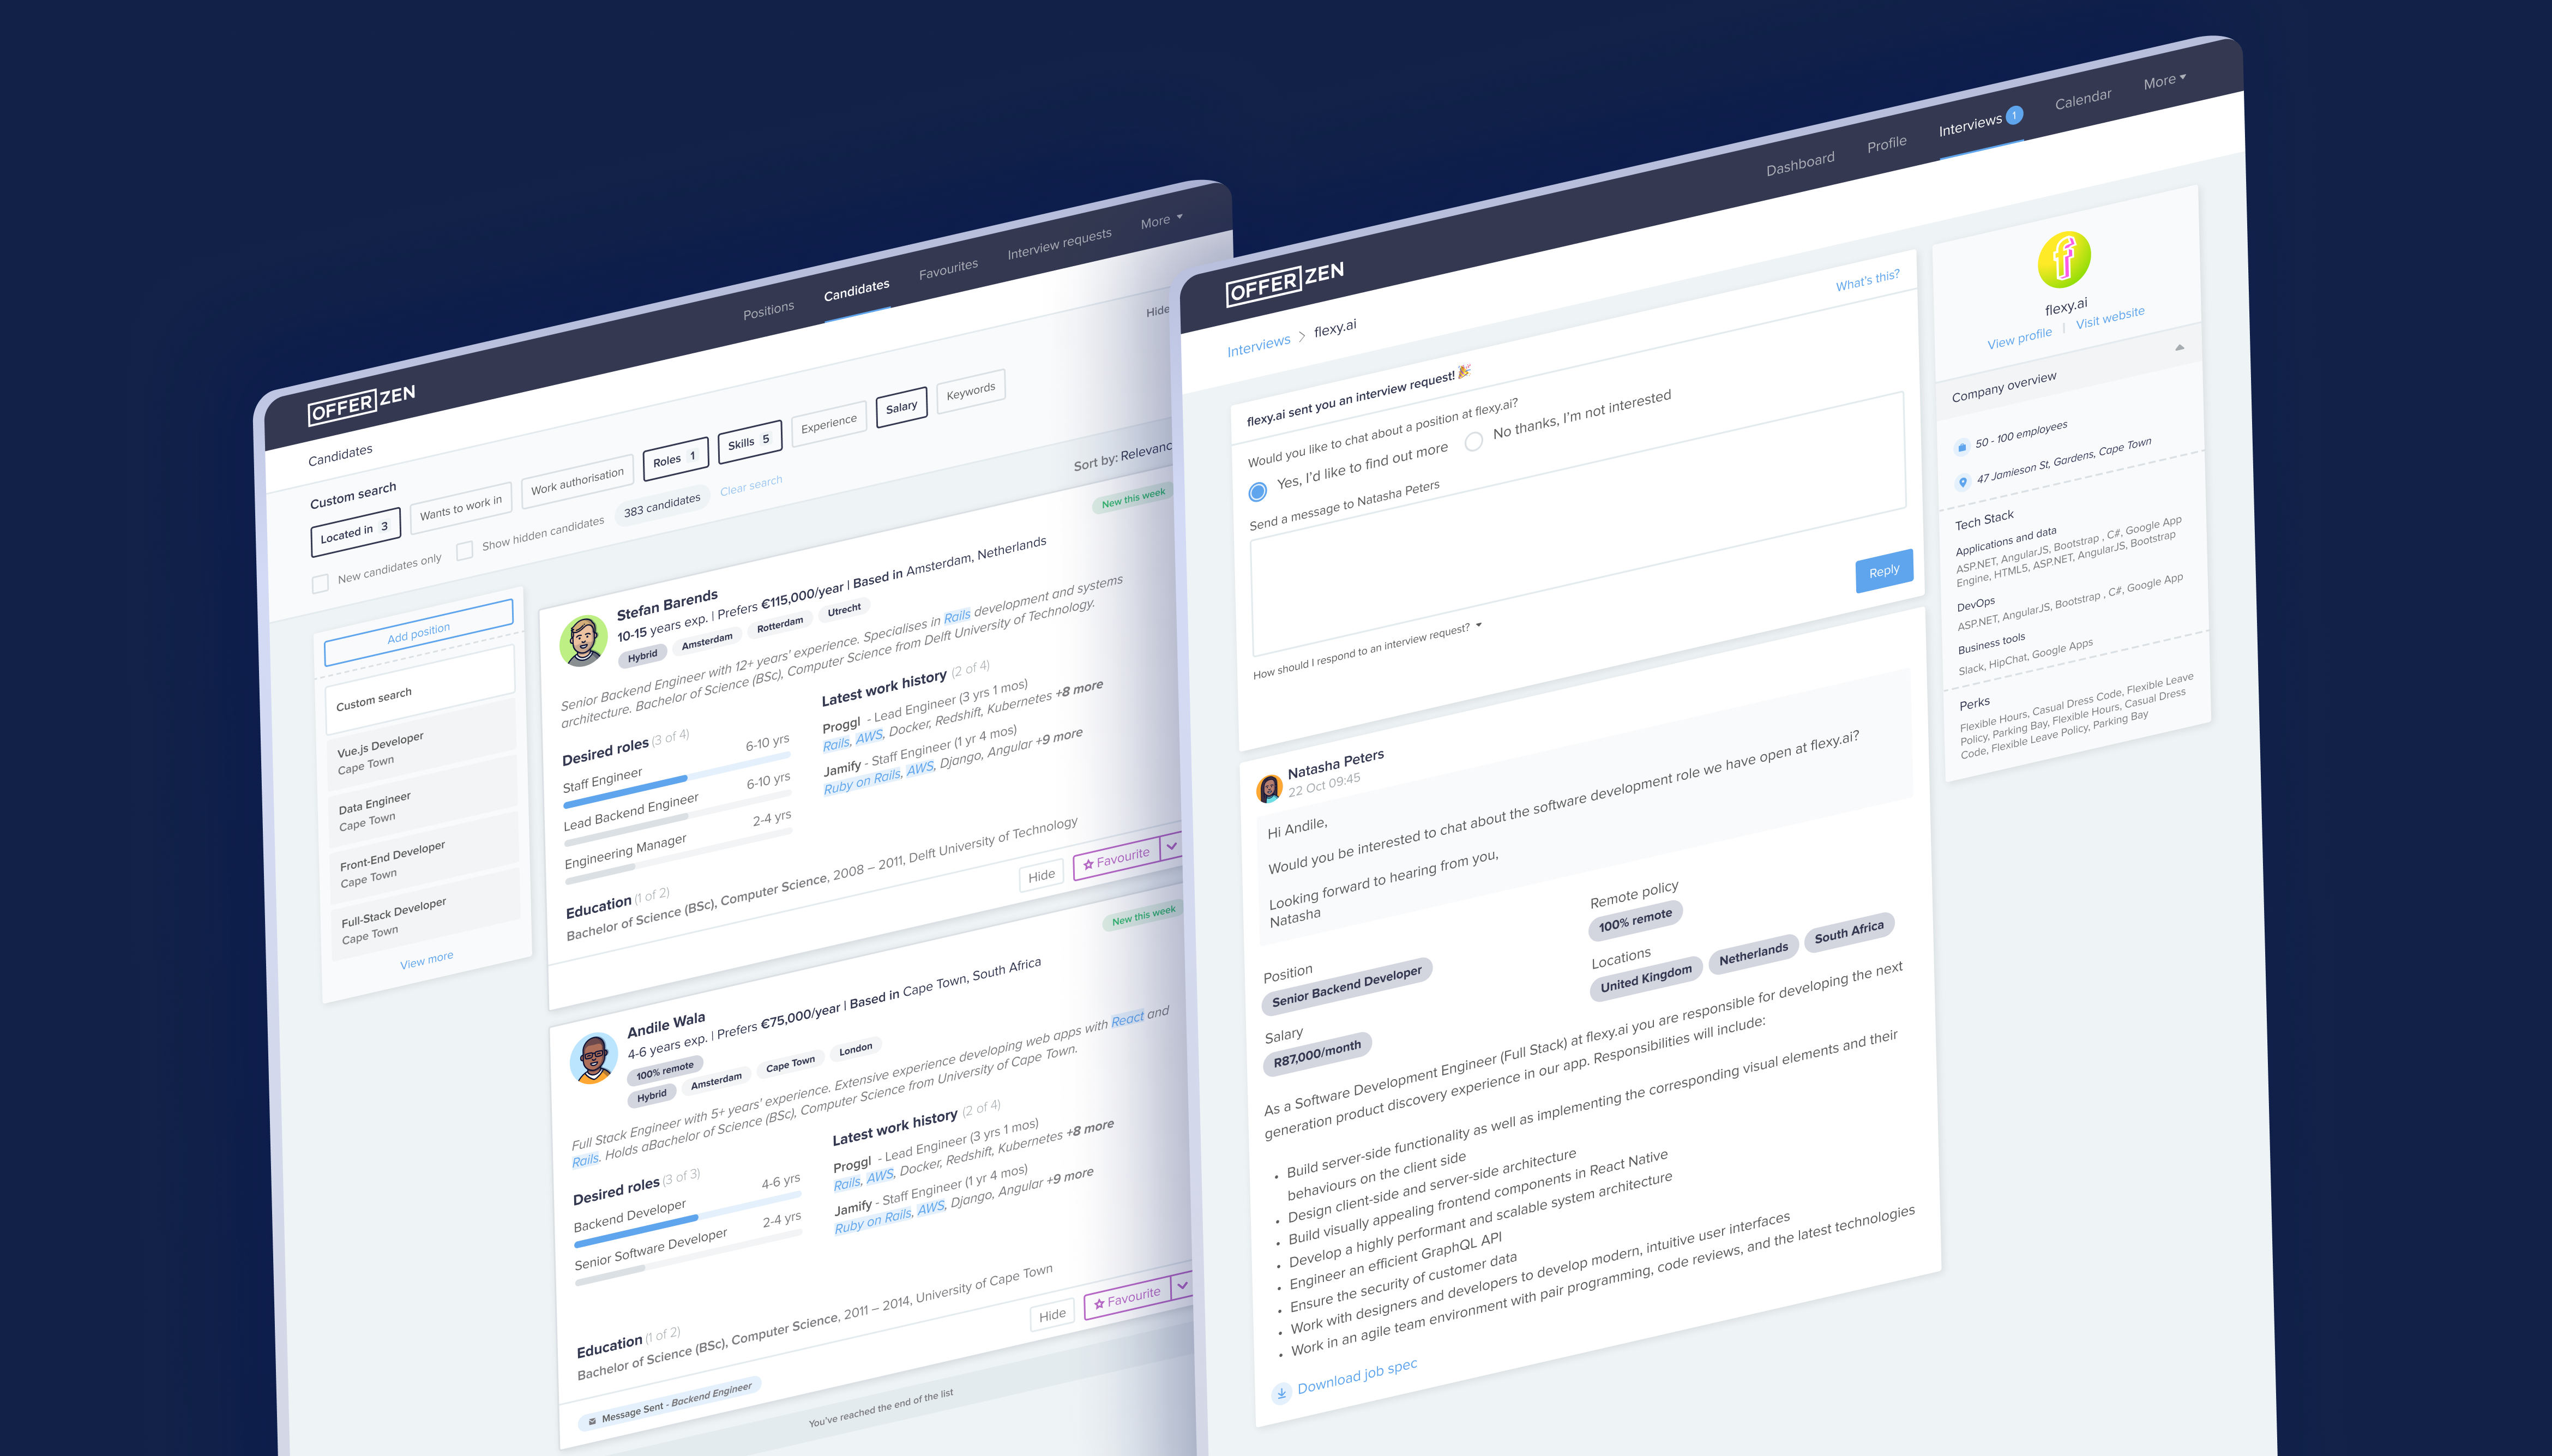 OFFERZEN
Positions
Candidates
Favourites
Interview requests
More
Candidates
Hide
Custom search
Located in 3
Wants to work in
Work authorisation
Roles 1
Skills 5
Experience
Salary
Keywords
New candidates only
Show hidden candidates
383 candidates
Clear search
Sort by: Relevanc
Add position
Custom search
Vue.js Developer
Cape Town
Data Engineer
Cape Town
Front-End Developer
Cape Town
Full-Stack Developer
Cape Town
View more
New this week
Stefan Barends
10-15 years exp. | Prefers €115,000/year | Based in Amsterdam, Netherlands
Hybrid
Amsterdam
Rotterdam
Utrecht
Senior Backend Engineer with 12+ years' experience. Specialises in Rails development and systems
architecture. Bachelor of Science (BSc), Computer Science from Delft University of Technology.
Desired roles (3 of 4)
Staff Engineer 6-10 yrs
Lead Backend Engineer 6-10 yrs
Engineering Manager 2-4 yrs
Latest work history (2 of 4)
Proggl - Lead Engineer (3 yrs 1 mos)
Rails, AWS, Docker, Redshift, Kubernetes +8 more
Jamify - Staff Engineer (1 yr 4 mos)
Ruby on Rails, AWS, Django, Angular +9 more
Education (1 of 2)
Bachelor of Science (BSc), Computer Science, 2008 – 2011, Delft University of Technology
Hide
Favourite
New this week
Andile Wala
4-6 years exp. | Prefers €75,000/year | Based in Cape Town, South Africa
100% remote
Hybrid
Amsterdam
Cape Town
London
Full Stack Engineer with 5+ years' experience. Extensive experience developing web apps with React and
Rails. Holds aBachelor of Science (BSc), Computer Science from University of Cape Town.
Desired roles (3 of 3)
Backend Developer 4-6 yrs
Senior Software Developer 2-4 yrs
Latest work history (2 of 4)
Proggl - Lead Engineer (3 yrs 1 mos)
Rails, AWS, Docker, Redshift, Kubernetes +8 more
Jamify - Staff Engineer (1 yr 4 mos)
Ruby on Rails, AWS, Django, Angular +9 more
Education (1 of 2)
Bachelor of Science (BSc), Computer Science, 2011 – 2014, University of Cape Town
Hide
Favourite
Message Sent - Backend Engineer
You've reached the end of the list
OFFERZEN
Dashboard
Profile
Interviews 1
Calendar
More
Interviews > flexy.ai
flexy.ai sent you an interview request! 🎉
What's this?
Would you like to chat about a position at flexy.ai?
Yes, I'd like to find out more
No thanks, I'm not interested
Send a message to Natasha Peters
Reply
How should I respond to an interview request?
Natasha Peters
22 Oct 09:45
Hi Andile,
Would you be interested to chat about the software development role we have open at flexy.ai?
Looking forward to hearing from you,
Natasha
Position
Senior Backend Developer
Remote policy
100% remote
Salary
R87,000/month
Locations
United Kingdom
Netherlands
South Africa
As a Software Development Engineer (Full Stack) at flexy.ai you are responsible for developing the next
generation product discovery experience in our app. Responsibilities will include:
• Build server-side functionality as well as implementing the corresponding visual elements and their
behaviours on the client side
• Design client-side and server-side architecture
• Build visually appealing frontend components in React Native
• Develop a highly performant and scalable system architecture
• Engineer an efficient GraphQL API
• Ensure the security of customer data
• Work with designers and developers to develop modern, intuitive user interfaces
• Work in an agile team environment with pair programming, code reviews, and the latest technologies
Download job spec
f
flexy.ai
View profile | Visit website
Company overview
50 - 100 employees
47 Jamieson St, Gardens, Cape Town
Tech Stack
Applications and data
ASP.NET, AngularJS, Bootstrap , C#, Google App
Engine, HTML5, ASP.NET, AngularJS, Bootstrap
DevOps
ASP.NET, AngularJS, Bootstrap , C#, Google App
Business tools
Slack, HipChat, Google Apps
Perks
Flexible Hours, Casual Dress Code, Flexible Leave
Policy, Parking Bay, Flexible Hours, Casual Dress
Code, Flexible Leave Policy, Parking Bay